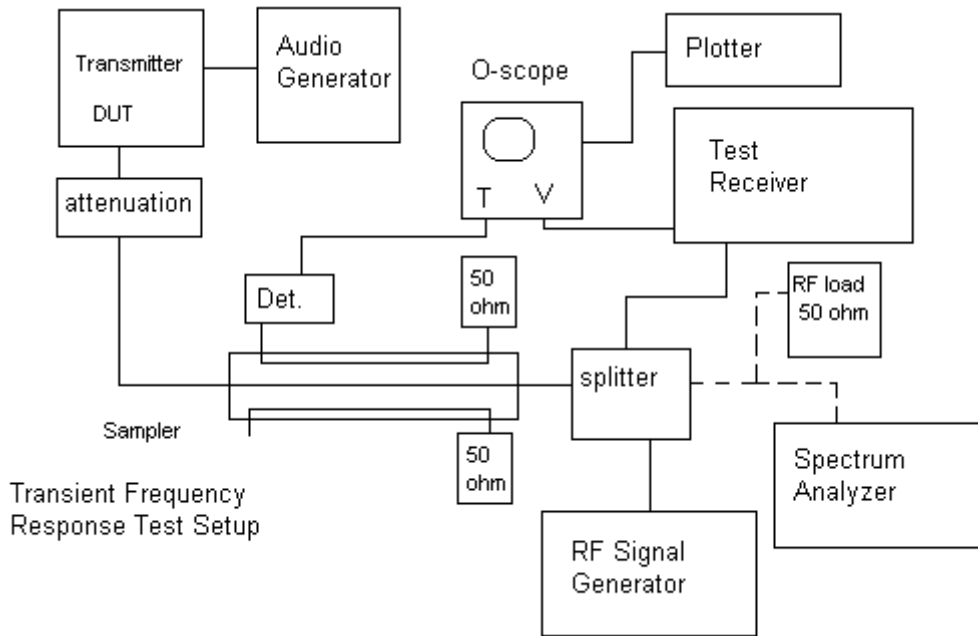 Transmitter
DUT
Audio
Generator
O-scope
Plotter
T V
Test
Receiver
attenuation
Det.
50
ohm
RF load
50 ohm
splitter
Sampler
50
ohm
Spectrum
Analyzer
Transient Frequency
Response Test Setup
RF Signal
Generator